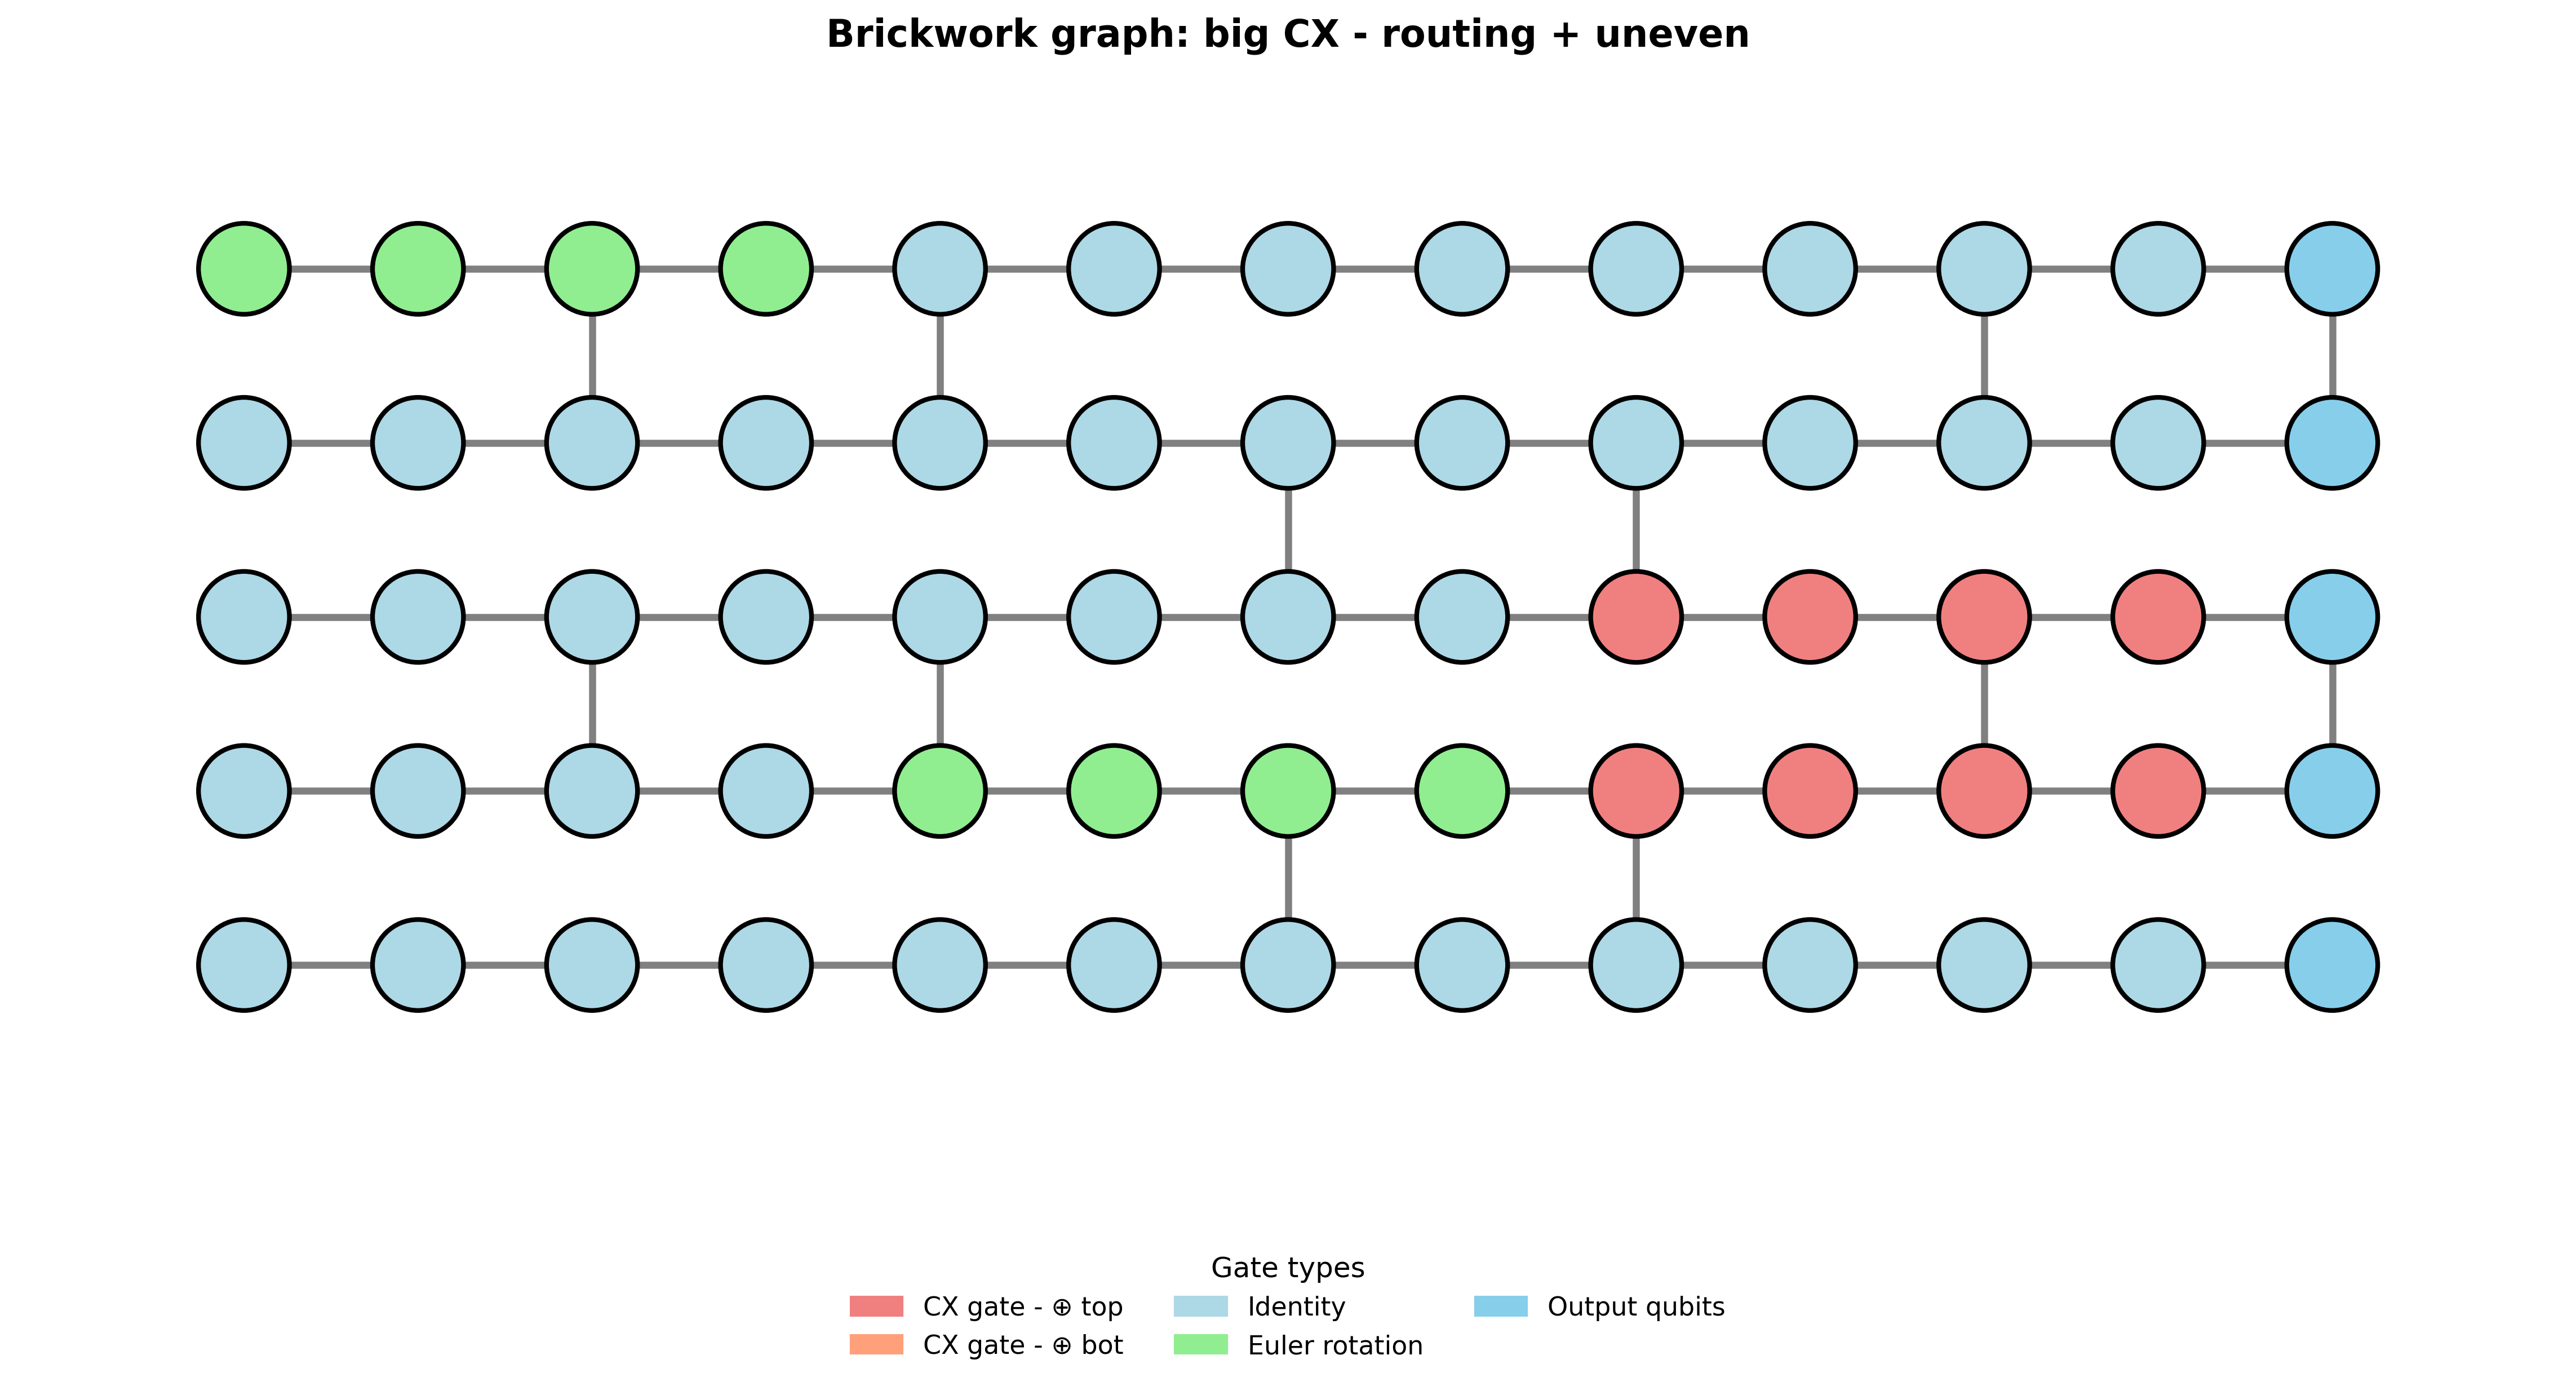 Brickwork graph: big CX - routing + uneven
Gate types
CX gate - ⊕ top
CX gate - ⊕ bot
Identity
Euler rotation
Output qubits